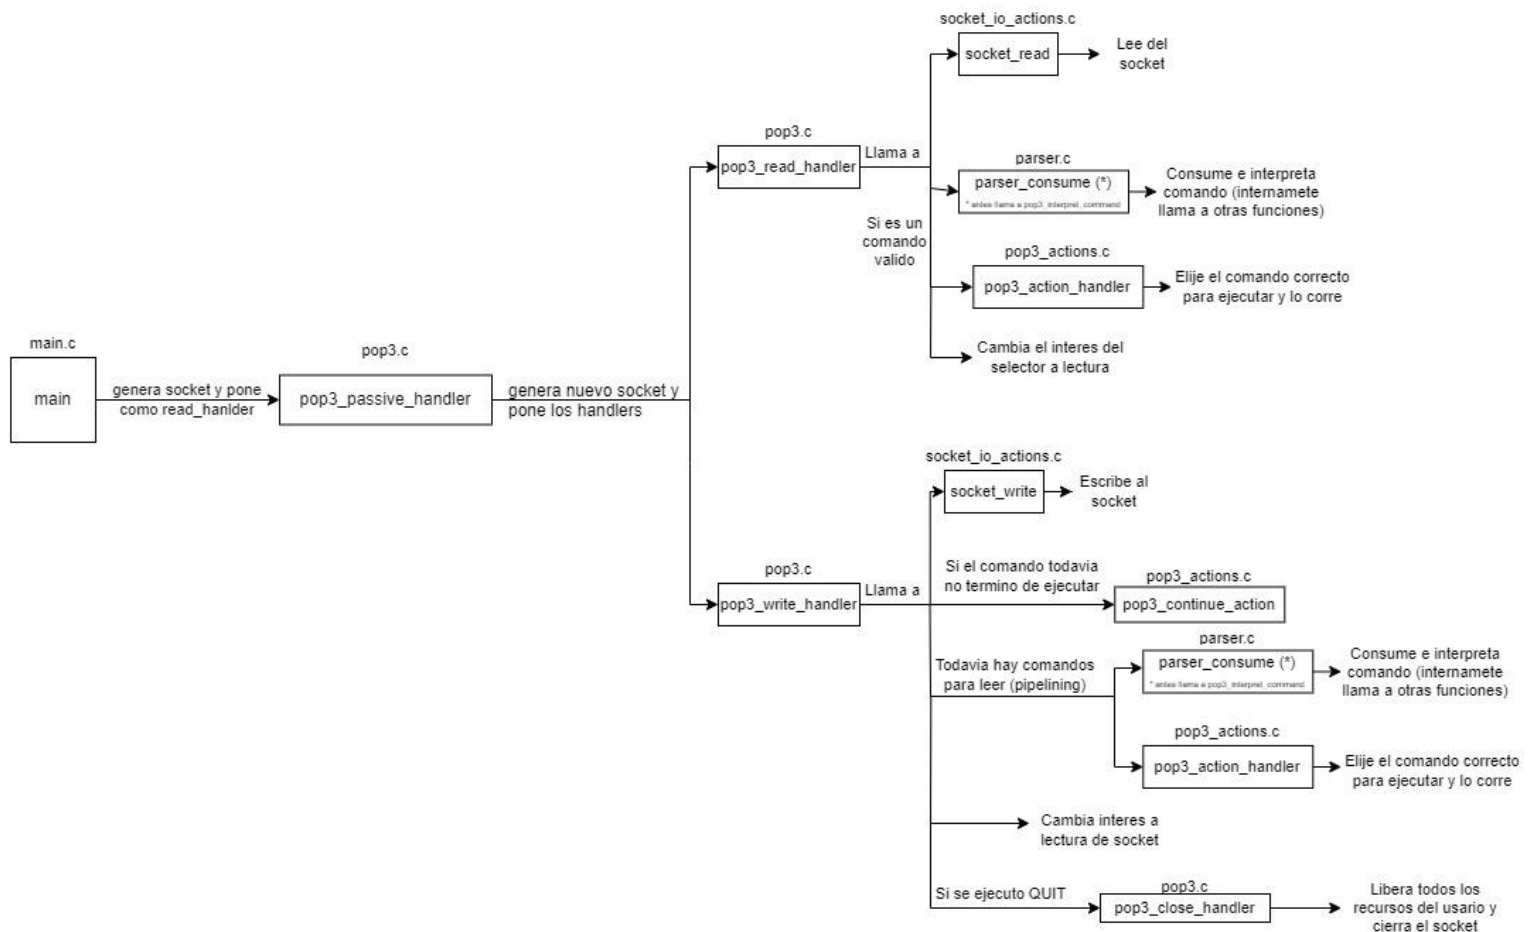 socket_io_actions.c
socket_read
Lee del
socket
pop3.c
pop3_read_handler
Llama a
parser.c
parser_consume (*)
* antes llama a pop3_interpret_command
Consume e interpreta
comando (internamete
llama a otras funciones)
Si es un
comando
valido
pop3_actions.c
pop3_action_handler
Elije el comando correcto
para ejecutar y lo corre
Cambia el interes del
selector a lectura
main.c
main
genera socket y pone
como read_hanlder
pop3.c
pop3_passive_handler
genera nuevo socket y
pone los handlers
socket_io_actions.c
socket_write
Escribe al
socket
pop3.c
pop3_write_handler
Llama a
Si el comando todavia
no termino de ejecutar
pop3_actions.c
pop3_continue_action
Todavia hay comandos
para leer (pipelining)
parser.c
parser_consume (*)
* antes llama a pop3_interpret_command
Consume e interpreta
comando (internamete
llama a otras funciones)
pop3_actions.c
pop3_action_handler
Elije el comando correcto
para ejecutar y lo corre
Cambia interes a
lectura de socket
Si se ejecuto QUIT
pop3.c
pop3_close_handler
Libera todos los
recursos del usario y
cierra el socket